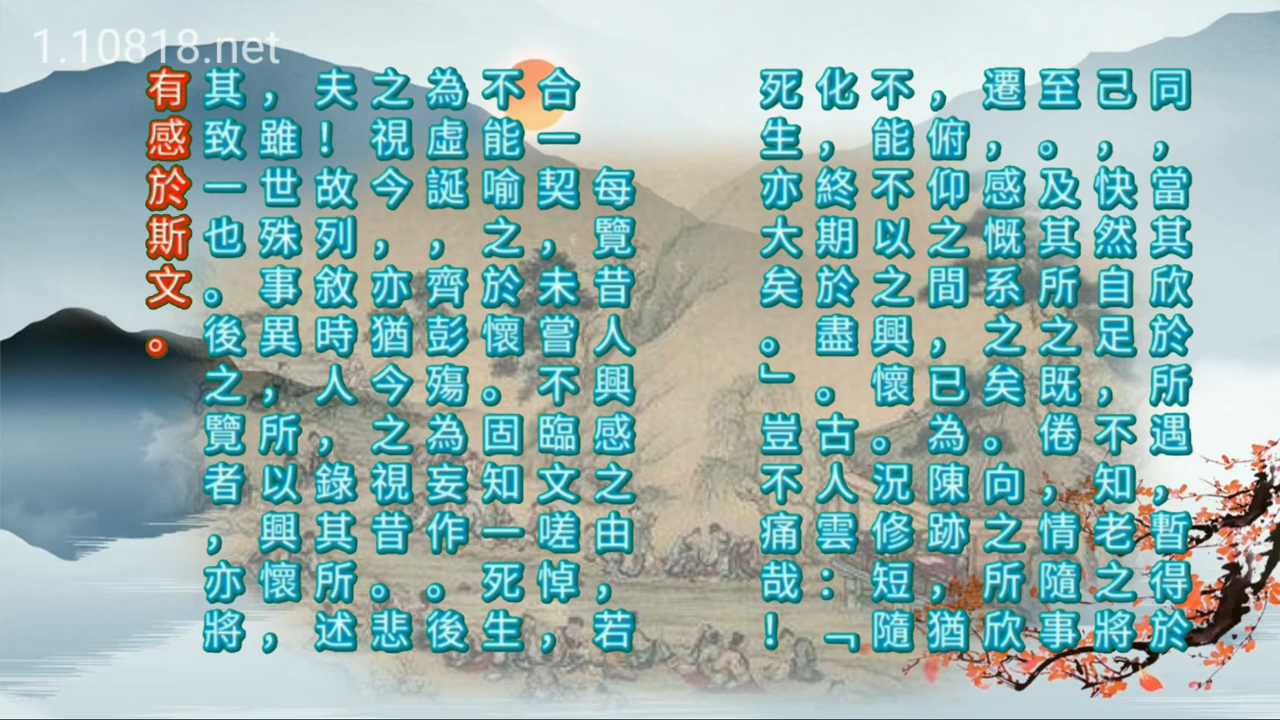 1.10818.net
同，當其欣於所遇，暫得於
己，快然自足，不知老之將
至。及其所之既倦，情隨事
遷，感慨系之矣。向之所欣
，俯仰之間，已為陳跡，猶
不能不以之興懷。況修短隨
化，終期於盡。古人雲：「
死生亦大矣。」豈不痛哉！
每覽昔人興感之由，若
合一契，未嘗不臨文嗟悼，
不能喻之於懷。固知一死生
為虛誕，齊彭殤為妄作。後
之視今，亦猶今之視昔。悲
夫！故列敘時人，錄其所述
，雖世殊事異，所以興懷，
其致一也。後之覽者，亦將
有感於斯文。